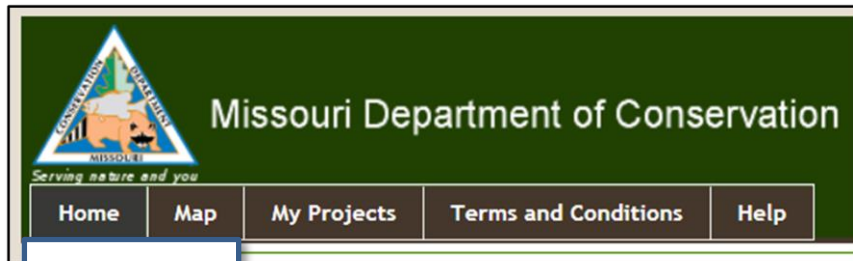 CONSERVATION DEPARTMENT
MISSOURI
Missouri Department of Conservation
Serving nature and you
Home Map My Projects Terms and Conditions Help